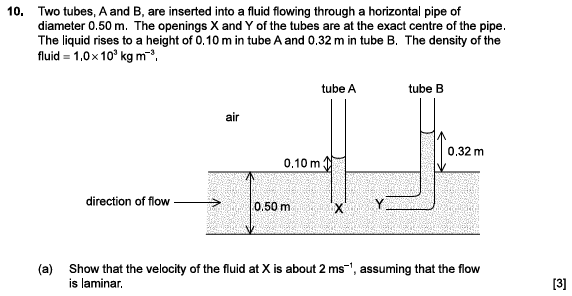 10. Two tubes, A and B, are inserted into a fluid flowing through a horizontal pipe of
diameter 0.50 m. The openings X and Y of the tubes are at the exact centre of the pipe.
The liquid rises to a height of 0.10 m in tube A and 0.32 m in tube B. The density of the
fluid = 1,0 × 10³ kg m⁻³.
tube A tube B
air
0.32 m
0.10 m
direction of flow 0.50 m X Y
(a) Show that the velocity of the fluid at X is about 2 ms⁻¹, assuming that the flow
is laminar. [3]